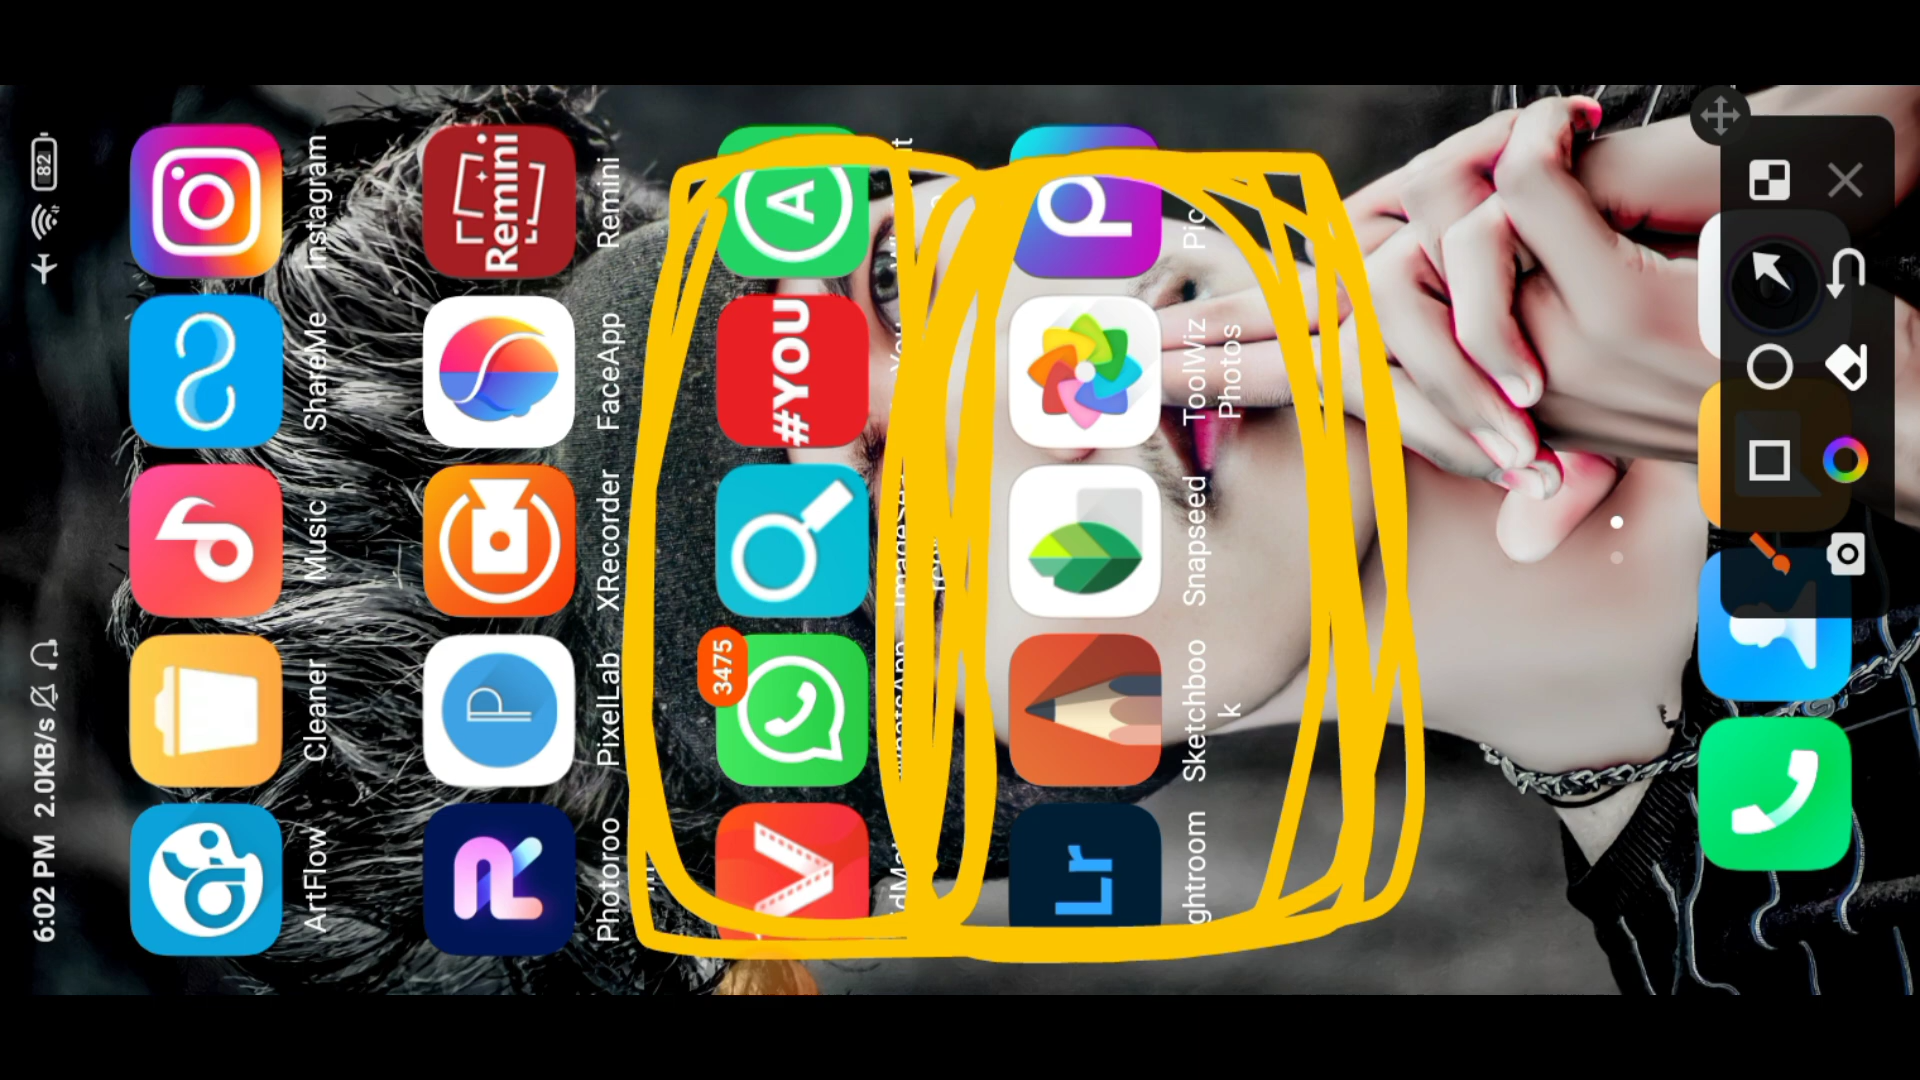 6:02 PM 2.0KB/s 82
ArtFlow Cleaner Music ShareMe Instagram
Remini
Photoroo PixelLab XRecorder FaceApp Remini
m
3475 #YOU A
Lr
ghtroom Sketchboo Snapseed ToolWiz Pic
k Photos